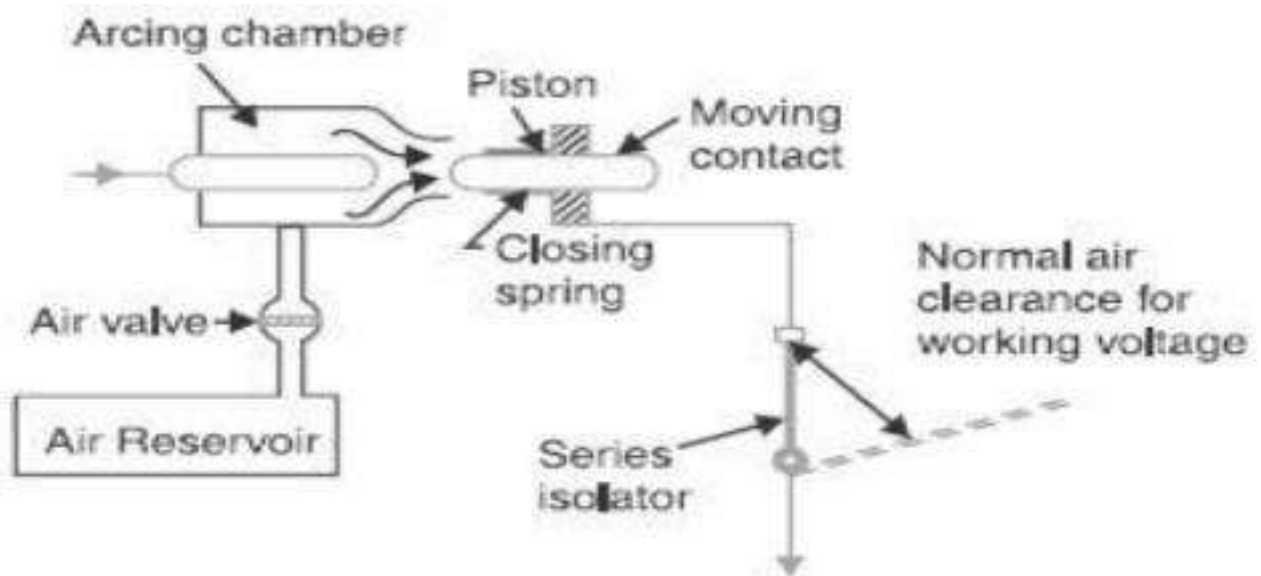 Arcing chamber
Piston
Moving
contact
Closing
spring
Normal air
clearance for
working voltage
Air valve
Air Reservoir
Series
isolator